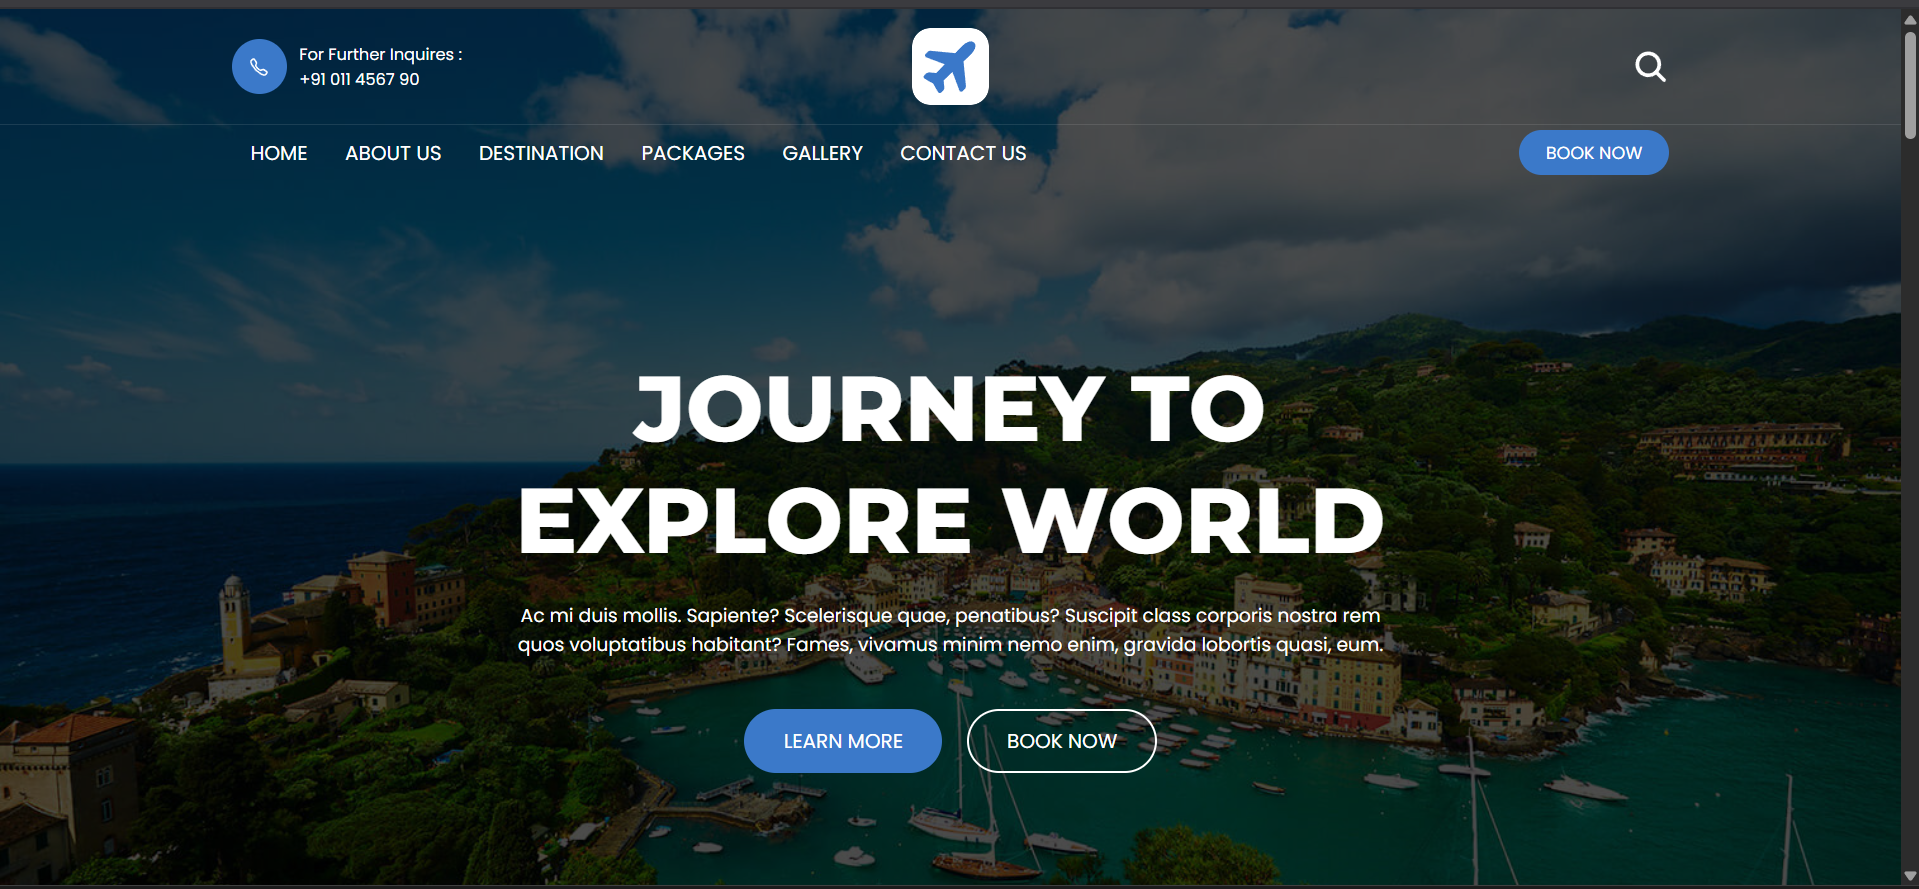 For Further Inquires :
+91 011 4567 90
HOME ABOUT US DESTINATION PACKAGES GALLERY CONTACT US BOOK NOW
JOURNEY TO
EXPLORE WORLD
Ac mi duis mollis. Sapiente? Scelerisque quae, penatibus? Suscipit class corporis nostra rem
quos voluptatibus habitant? Fames, vivamus minim nemo enim, gravida lobortis quasi, eum.
LEARN MORE BOOK NOW